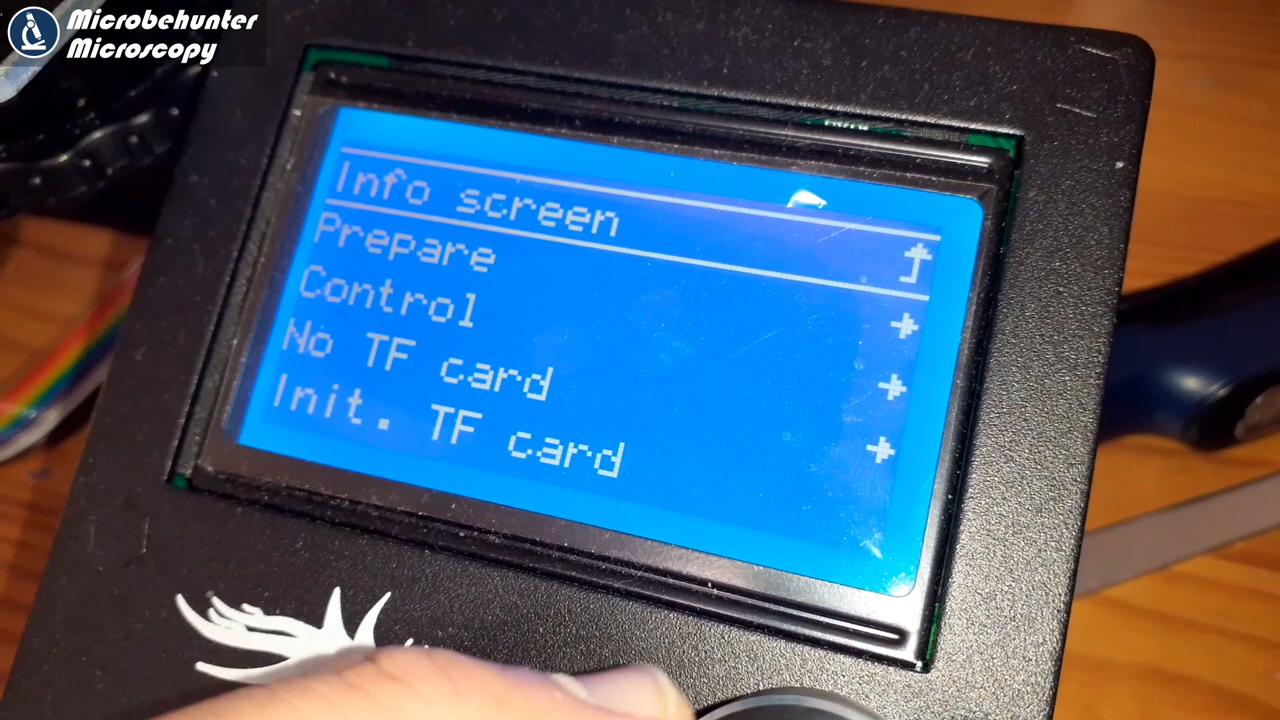 Microbehunter
Microscopy
Info screen
Prepare
Control
No TF card
Init. TF card